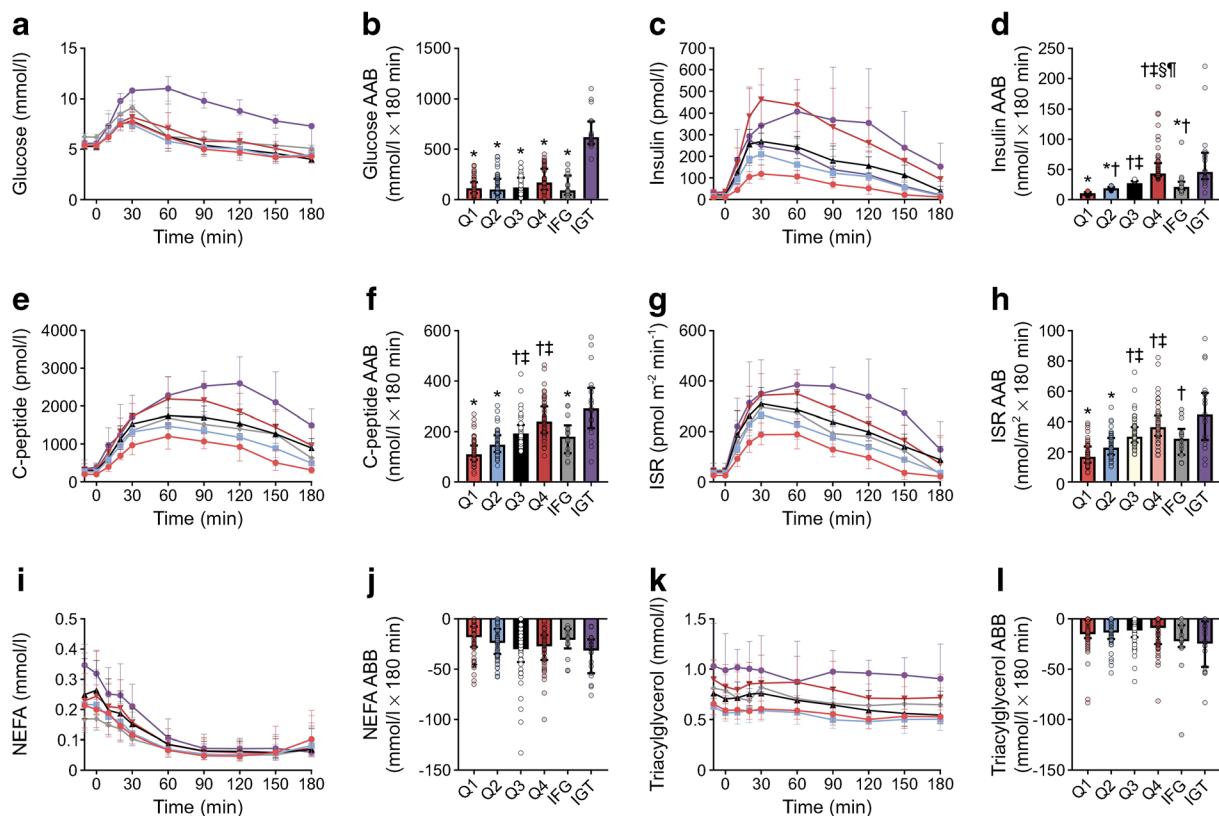 a
Glucose (mmol/l)
15
10
5
0
0 30 60 90 120 150 180
Time (min)
b
Glucose AAB
(mmol/l × 180 min)
1500
1000
500
0
* * * * *
Q1 Q2 Q3 Q4 IFG IGT
c
Insulin (pmol/l)
700
600
500
400
300
200
100
0
0 30 60 90 120 150 180
Time (min)
d
Insulin AAB
(nmol/l × 180 min)
250
200
150
100
50
0
* *† †‡ †‡§¶ *†
Q1 Q2 Q3 Q4 IFG IGT
e
C-peptide (pmol/l)
4000
3000
2000
1000
0
0 30 60 90 120 150 180
Time (min)
f
C-peptide AAB
(nmol/l × 180 min)
600
400
200
0
* * †‡ †‡ *
Q1 Q2 Q3 Q4 IFG IGT
g
ISR (pmol m⁻² min⁻¹)
600
400
200
0
0 30 60 90 120 150 180
Time (min)
h
ISR AAB
(nmol/m² × 180 min)
100
80
60
40
20
0
* * †‡ †‡ †
Q1 Q2 Q3 Q4 IFG IGT
i
NEFA (mmol/l)
0.5
0.4
0.3
0.2
0.1
0
0 30 60 90 120 150 180
Time (min)
j
NEFA ABB
(mmol/l × 180 min)
0
-50
-100
-150
Q1 Q2 Q3 Q4 IFG IGT
k
Triacylglycerol (mmol/l)
1.5
1.0
0.5
0
0 30 60 90 120 150 180
Time (min)
l
Triacylglycerol ABB
(mmol/l × 180 min)
0
-50
-100
-150
Q1 Q2 Q3 Q4 IFG IGT